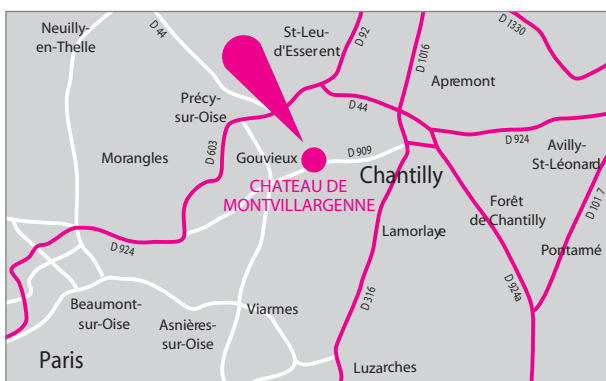 Neuilly-
en-Thelle
D 44
St-Leu-
d'Esserent
D 92
D 1016
D 1330
Apremont
Précy-
sur-Oise
D 44
D 603
Morangles
Gouvieux
D 909
D 924
Avilly-
St-Léonard
CHATEAU DE
MONTVILLARGENNE
Chantilly
Forêt
de Chantilly
D 101 7
Lamorlaye
D 924
Pontarmé
Beaumont-
sur-Oise
Asnières-
sur-Oise
Viarmes
D 316
D 924a
Paris
Luzarches